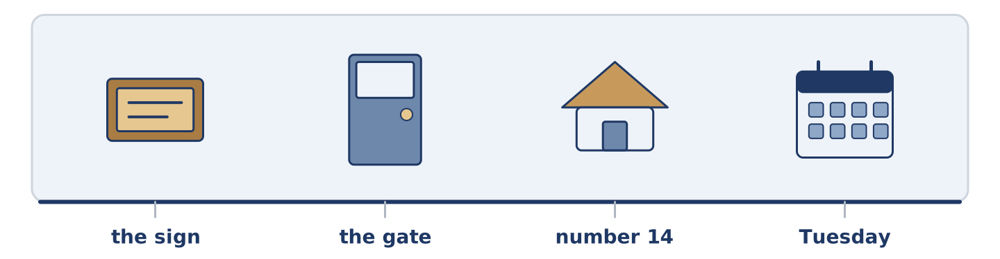 the sign
the gate
number 14
Tuesday